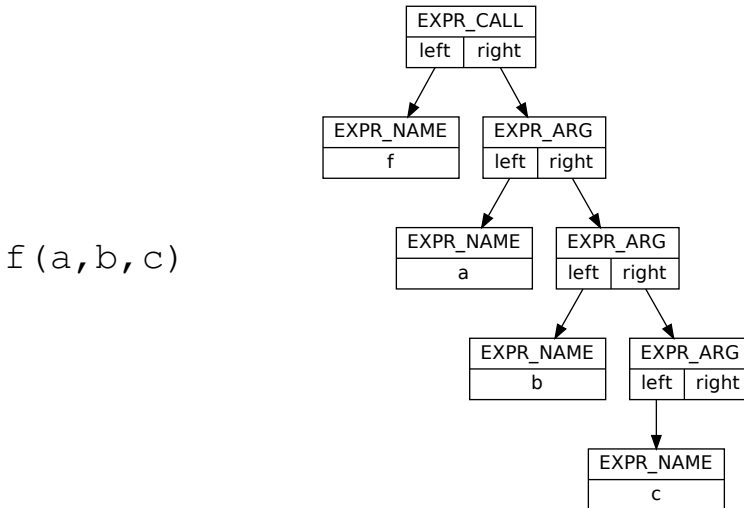 EXPR_CALL
left right
EXPR_NAME EXPR_ARG
f left right
f(a,b,c)
EXPR_NAME EXPR_ARG
a left right
EXPR_NAME EXPR_ARG
b left right
EXPR_NAME
c